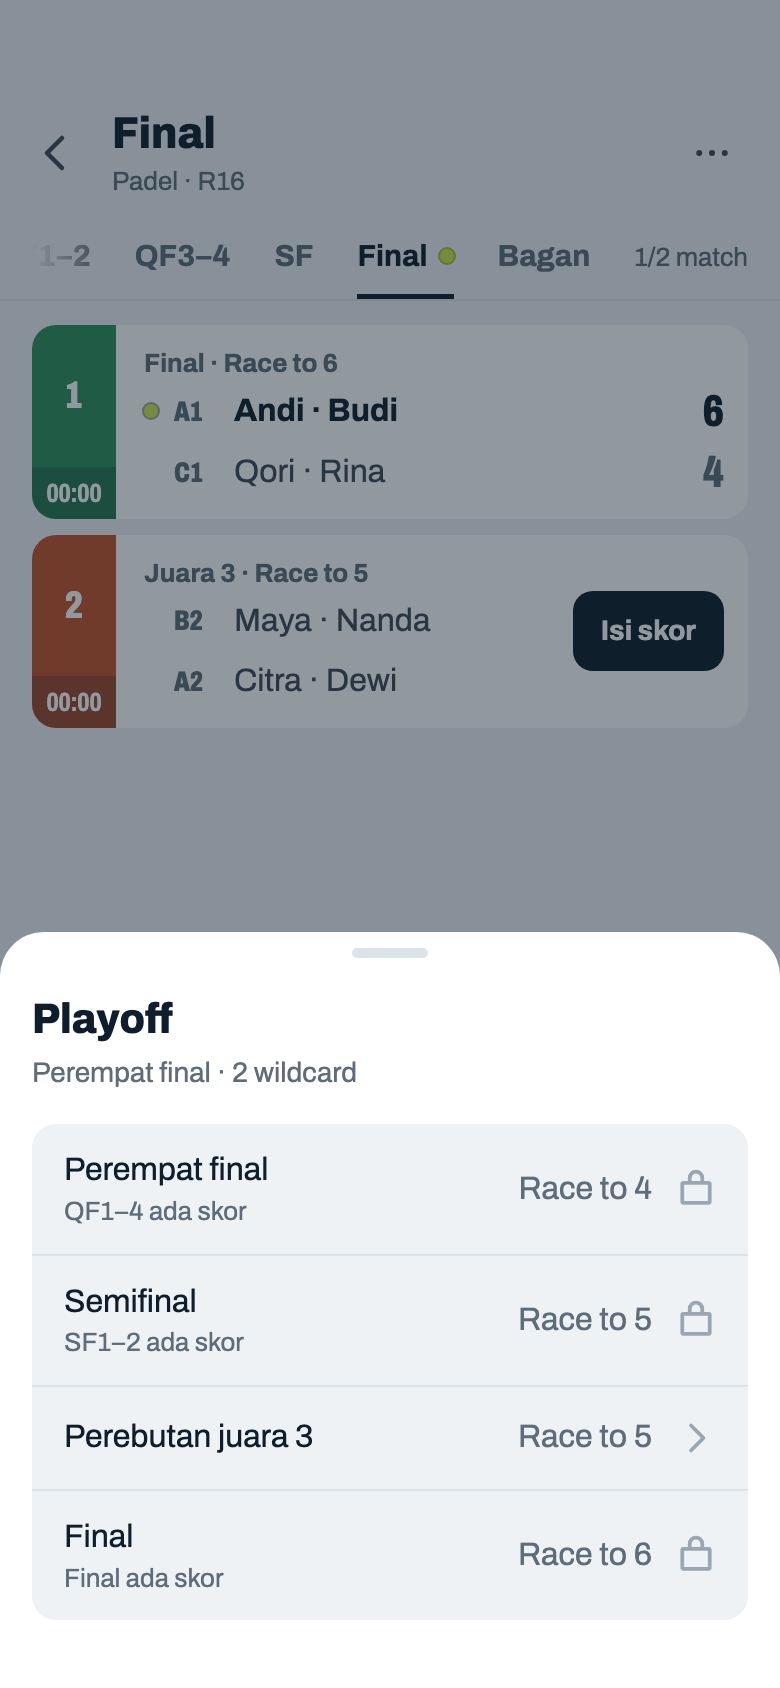 Final
Padel · R16
1–2 QF3–4 SF Final Bagan 1/2 match
1
00:00
Final · Race to 6
A1 Andi · Budi 6
C1 Qori · Rina 4
2
00:00
Juara 3 · Race to 5
B2 Maya · Nanda
A2 Citra · Dewi
Isi skor
Playoff
Perempat final · 2 wildcard
Perempat final
QF1–4 ada skor
Race to 4
Semifinal
SF1–2 ada skor
Race to 5
Perebutan juara 3
Race to 5
Final
Final ada skor
Race to 6